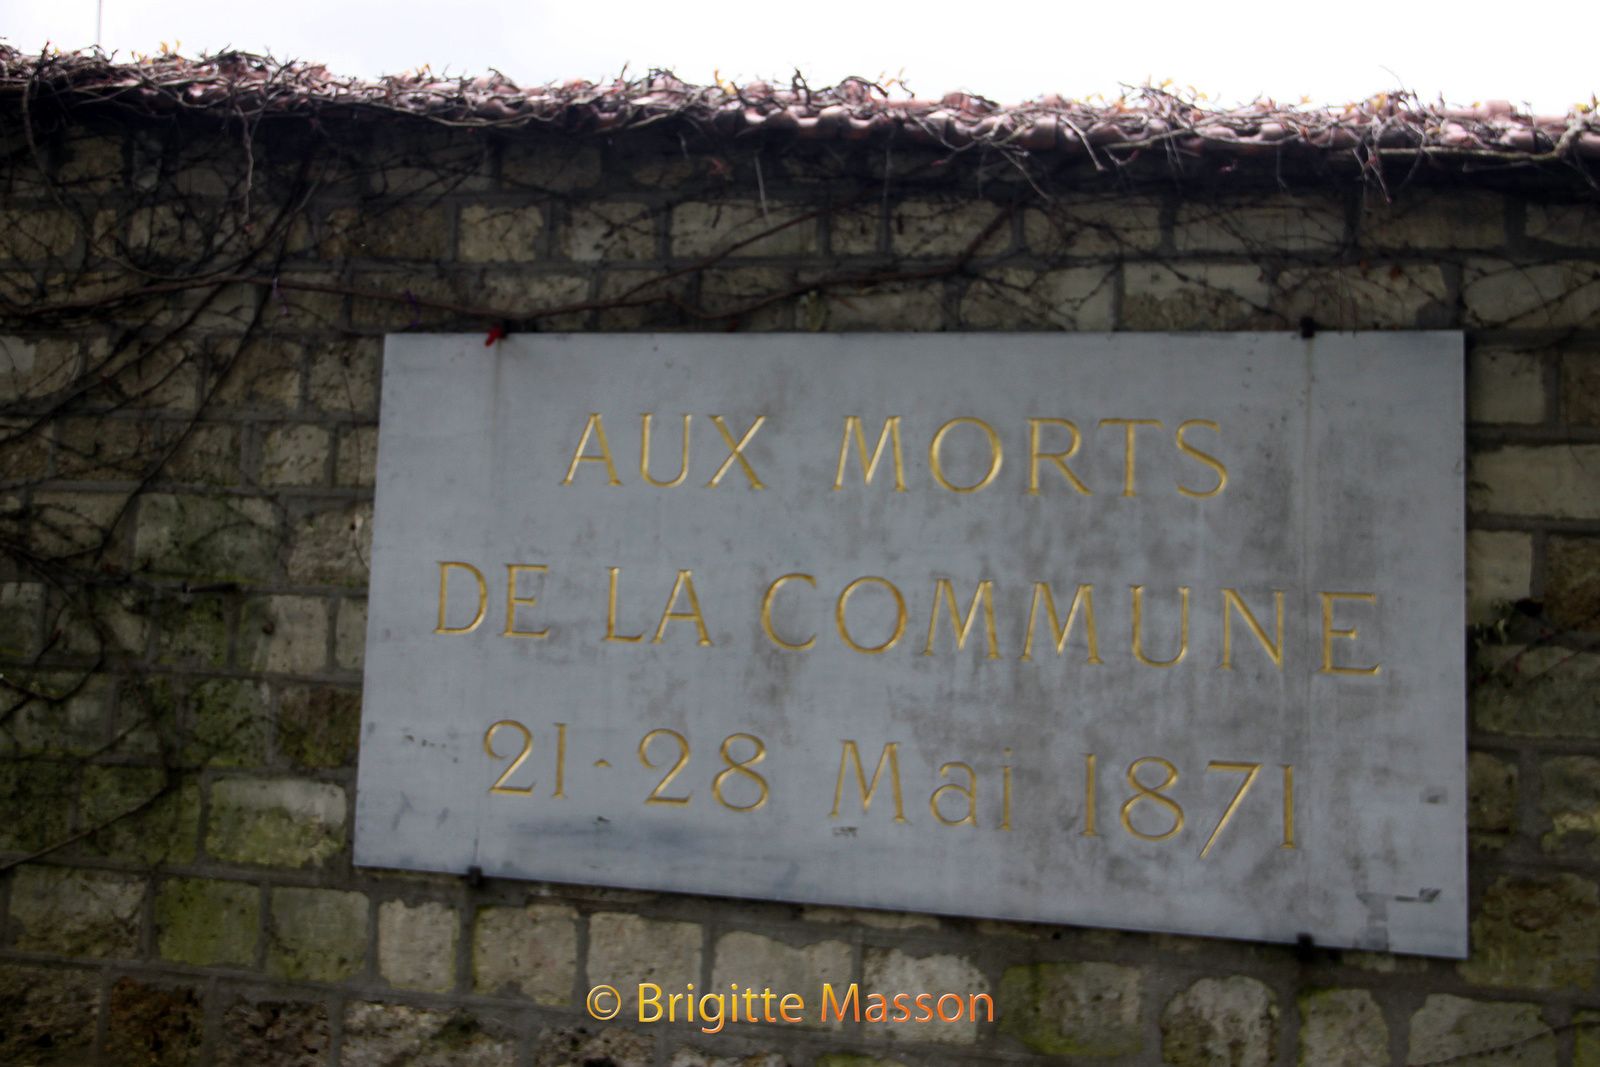 AUX MORTS
DE LA COMMUNE
21·28 Mai 1871
© Brigitte Masson